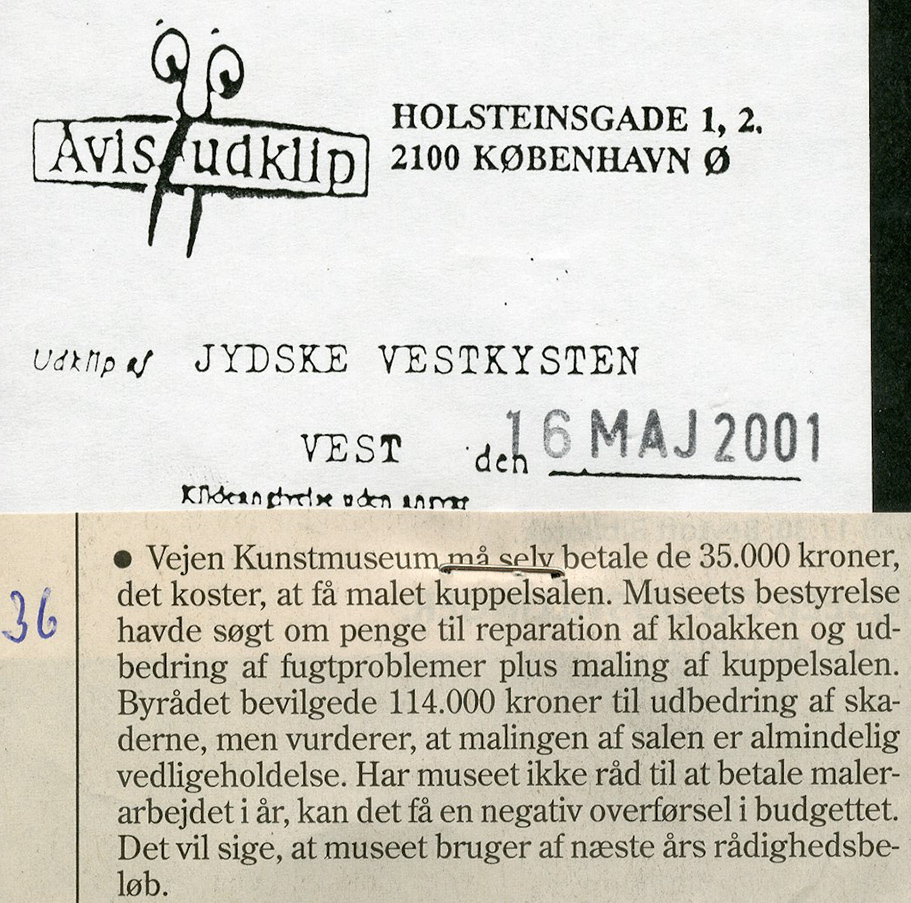 Avisudklip
HOLSTEINSGADE 1, 2.
2100 KØBENHAVN Ø
Udklip af JYDSKE VESTKYSTEN
VEST den 16 MAJ 2001
Kildeangivelse uden ansvar
36
● Vejen Kunstmuseum må selv betale de 35.000 kroner,
det koster, at få malet kuppelsalen. Museets bestyrelse
havde søgt om penge til reparation af kloakken og ud-
bedring af fugtproblemer plus maling af kuppelsalen.
Byrådet bevilgede 114.000 kroner til udbedring af ska-
derne, men vurderer, at malingen af salen er almindelig
vedligeholdelse. Har museet ikke råd til at betale maler-
arbejdet i år, kan det få en negativ overførsel i budgettet.
Det vil sige, at museet bruger af næste års rådighedsbe-
løb.